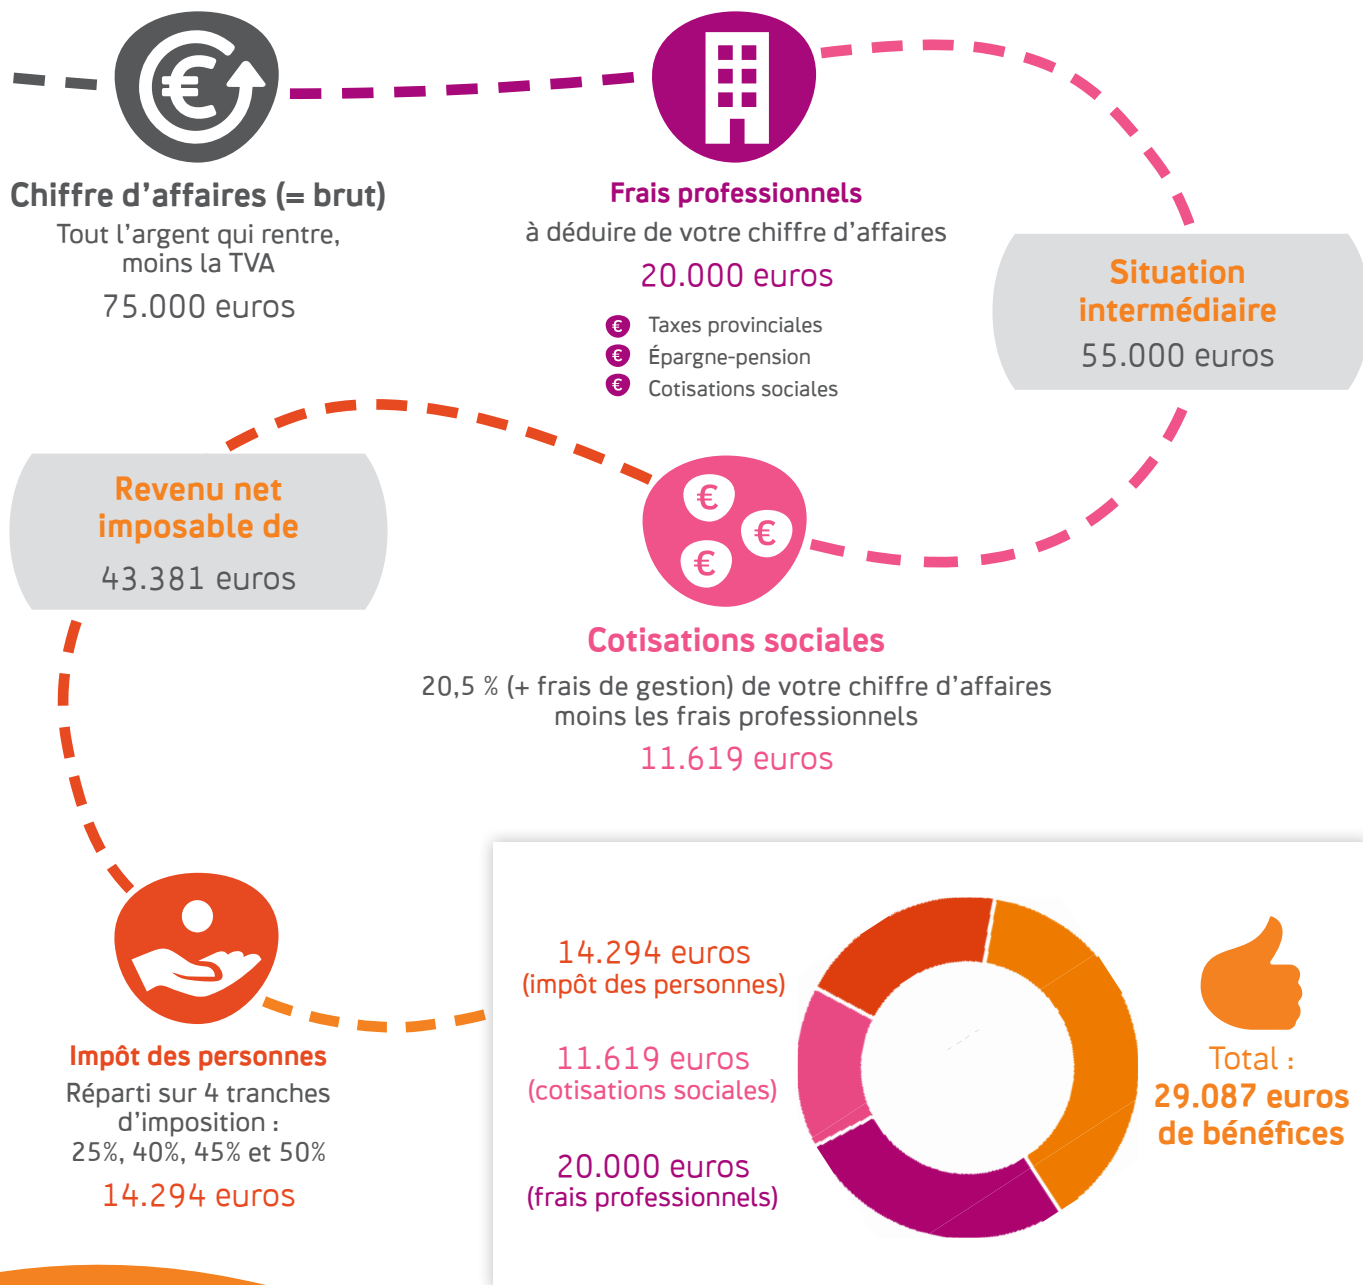 Chiffre d’affaires (= brut)
Tout l’argent qui rentre,
moins la TVA
75.000 euros
Frais professionnels
à déduire de votre chiffre d’affaires
20.000 euros
€ Taxes provinciales
€ Épargne-pension
€ Cotisations sociales
Situation
intermédiaire
55.000 euros
Cotisations sociales
20,5 % (+ frais de gestion) de votre chiffre d’affaires
moins les frais professionnels
11.619 euros
Revenu net
imposable de
43.381 euros
Impôt des personnes
Réparti sur 4 tranches
d’imposition :
25%, 40%, 45% et 50%
14.294 euros
14.294 euros
(impôt des personnes)
11.619 euros
(cotisations sociales)
20.000 euros
(frais professionnels)
Total :
29.087 euros
de bénéfices